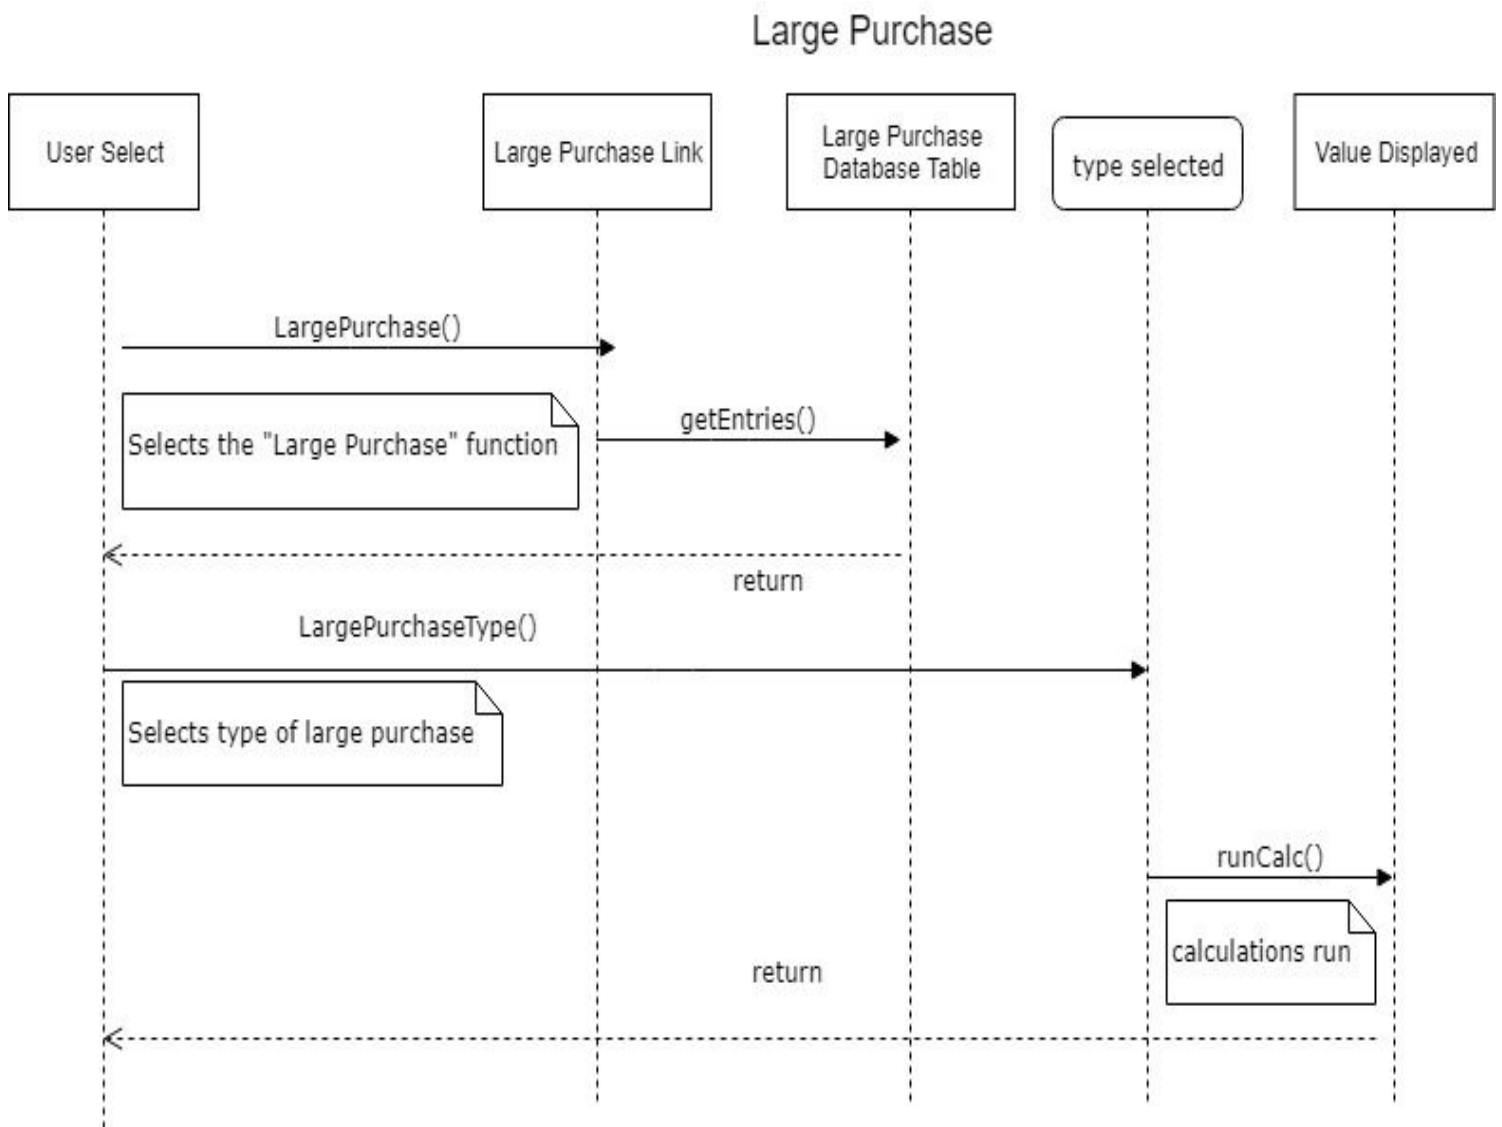 Large Purchase
User Select
Large Purchase Link
Large Purchase
Database Table
type selected
Value Displayed
LargePurchase()
Selects the "Large Purchase" function
getEntries()
return
LargePurchaseType()
Selects type of large purchase
runCalc()
calculations run
return